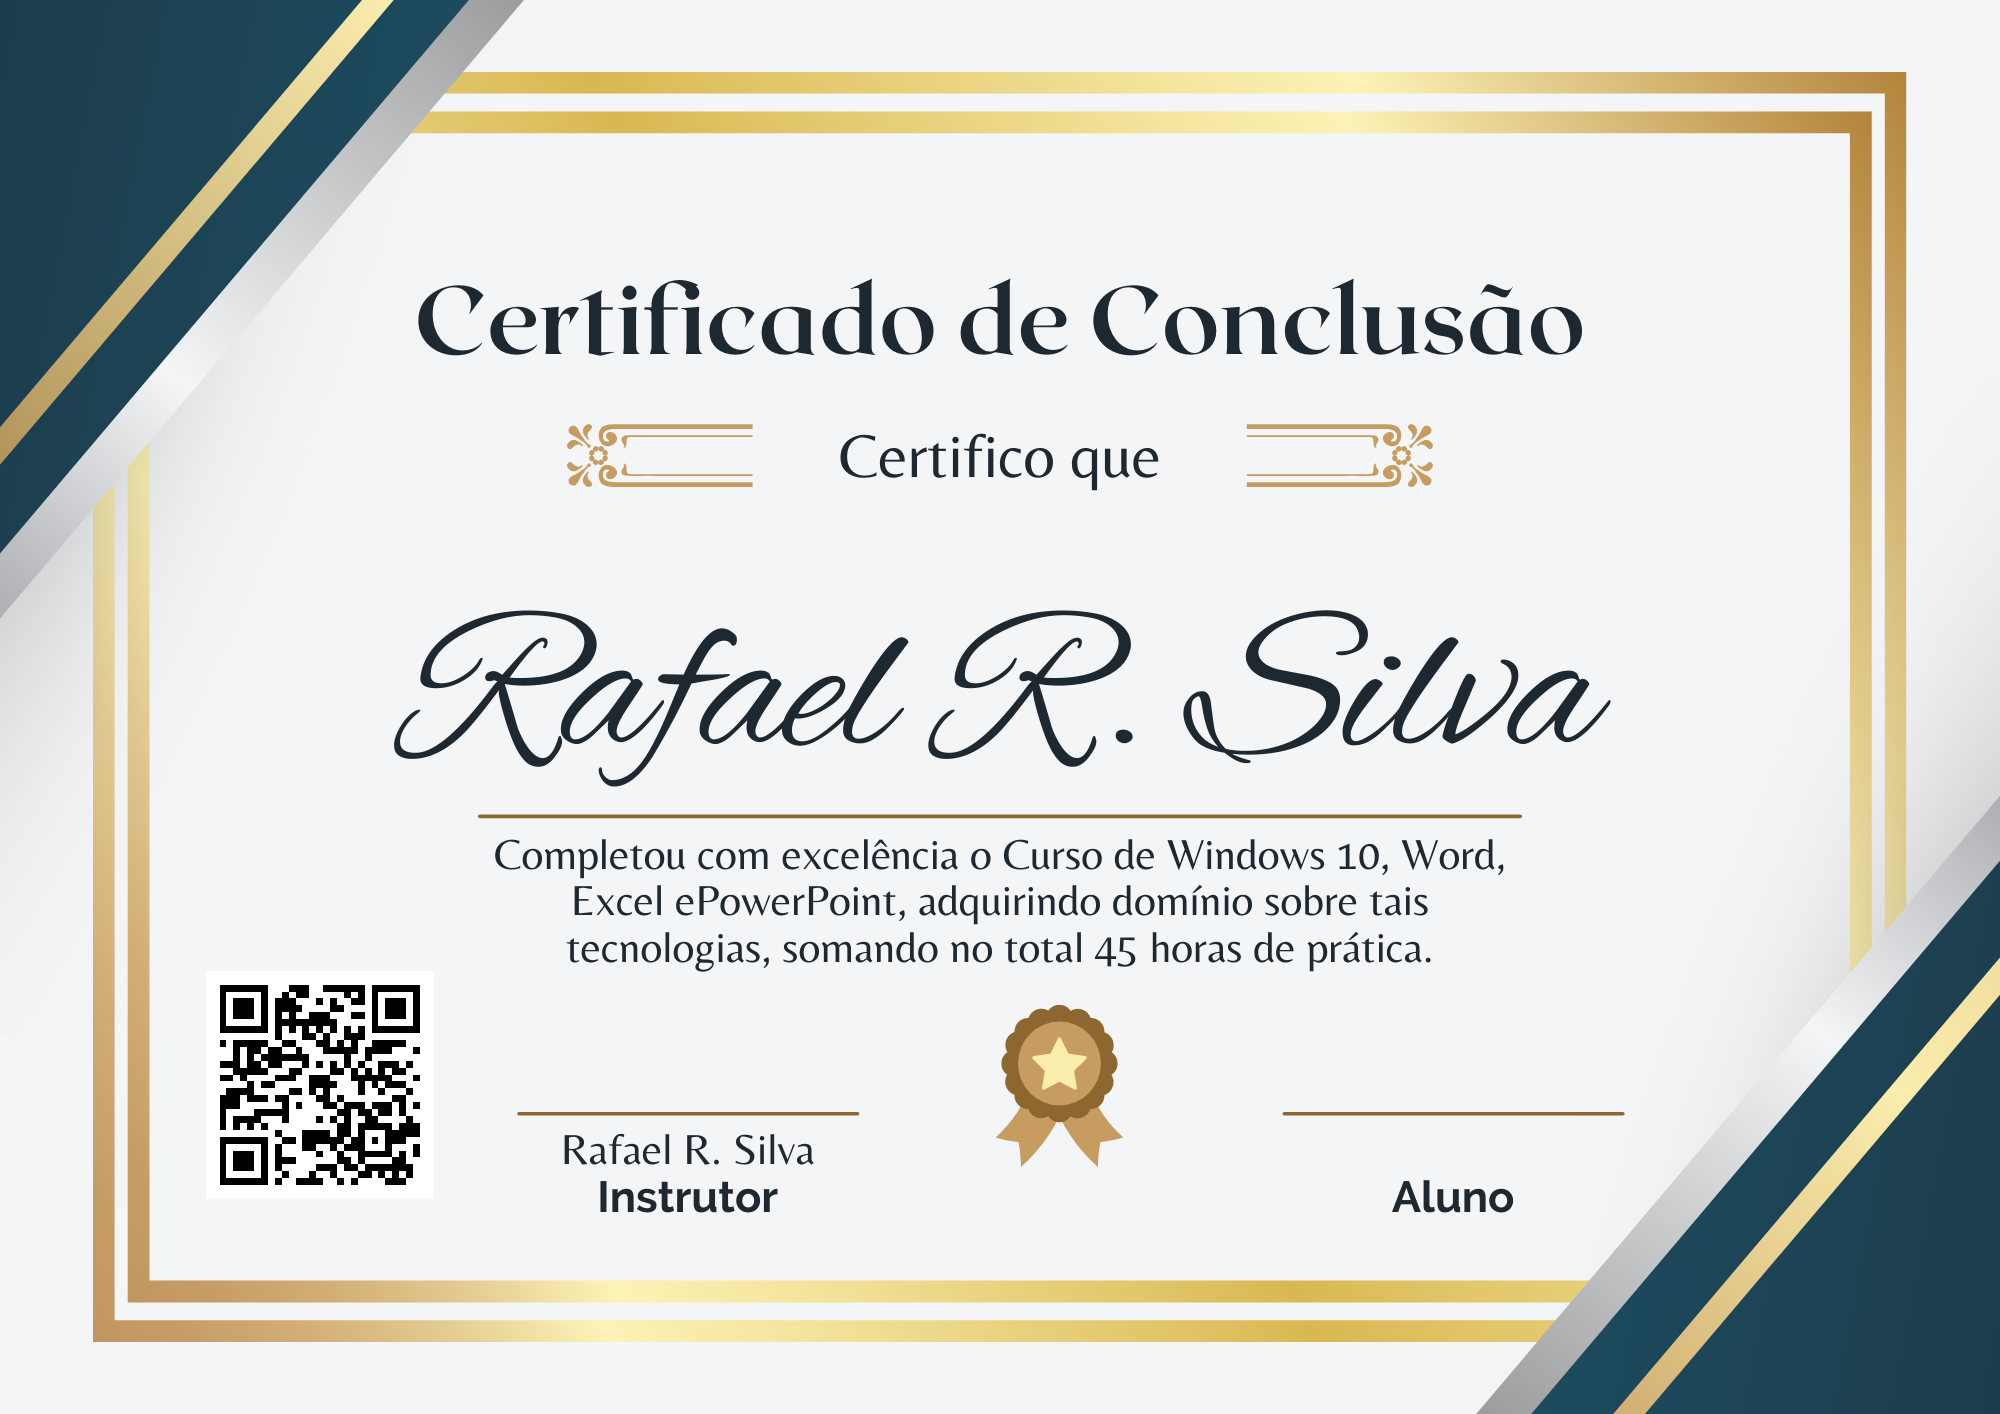 Certificado de Conclusão
Certifico que
Rafael R. Silva
Completou com excelência o Curso de Windows 10, Word,
Excel ePowerPoint, adquirindo domínio sobre tais
tecnologias, somando no total 45 horas de prática.
Rafael R. Silva
Instrutor
Aluno